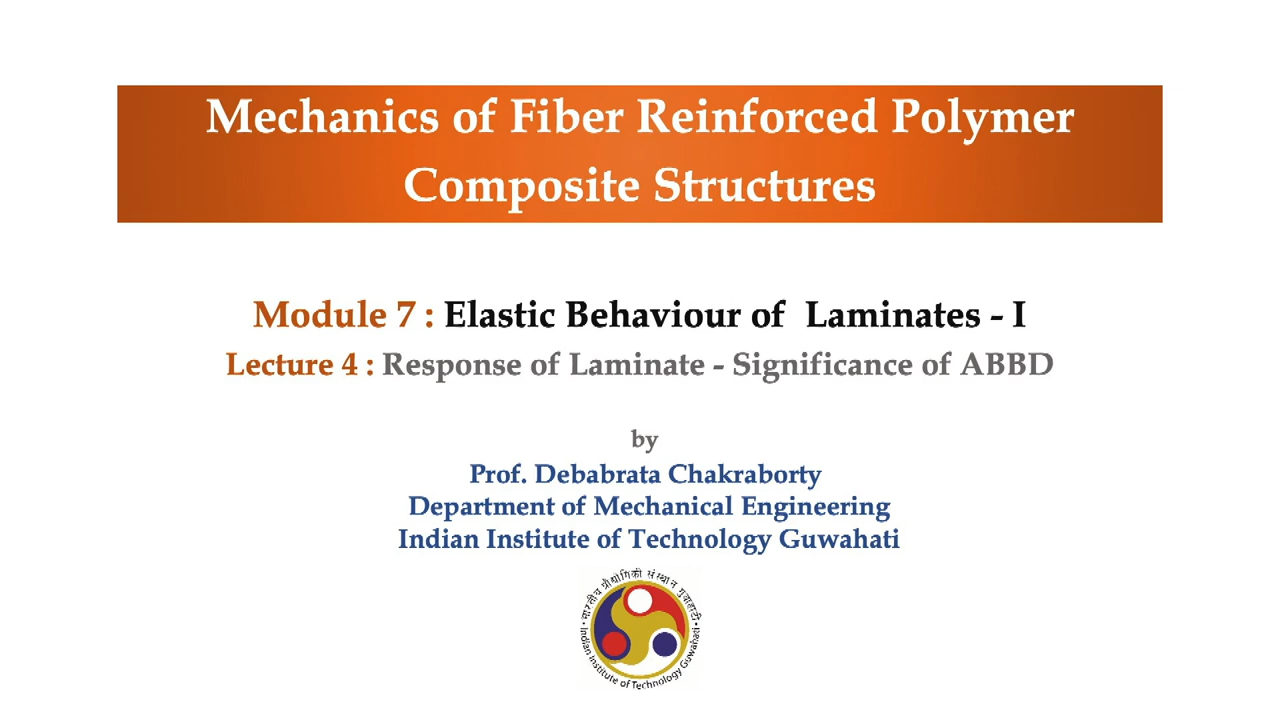 Mechanics of Fiber Reinforced Polymer
Composite Structures
Module 7 : Elastic Behaviour of Laminates - I
Lecture 4 : Response of Laminate - Significance of ABBD
by
Prof. Debabrata Chakraborty
Department of Mechanical Engineering
Indian Institute of Technology Guwahati
भारतीय प्रौद्योगिकी संस्थान गुवाहाटी
Indian Institute of Technology Guwahati